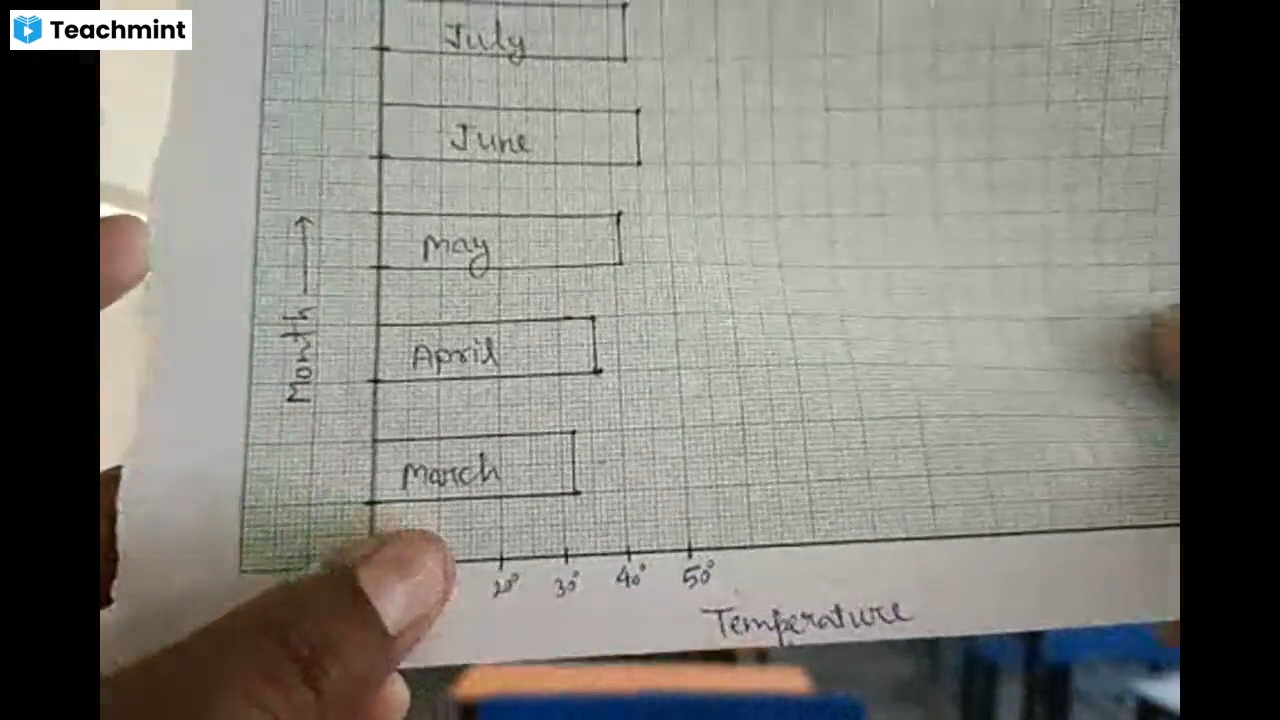 Teachmint
July
June
May
April
March
Month
20° 30° 40° 50°
Temperature